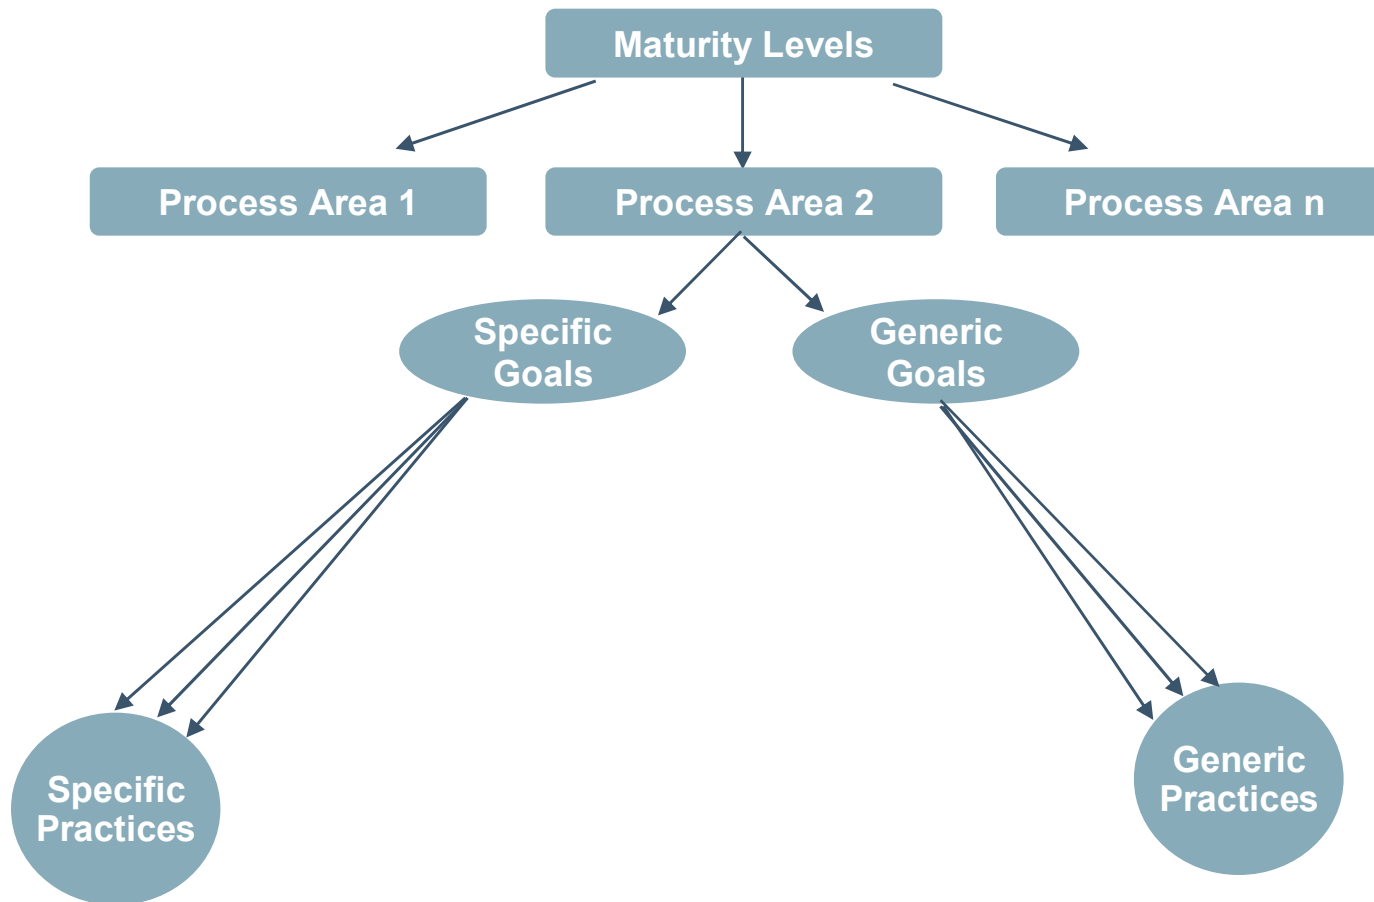 Maturity Levels
Process Area 1
Process Area 2
Process Area n
Specific
Goals
Generic
Goals
Specific
Practices
Generic
Practices